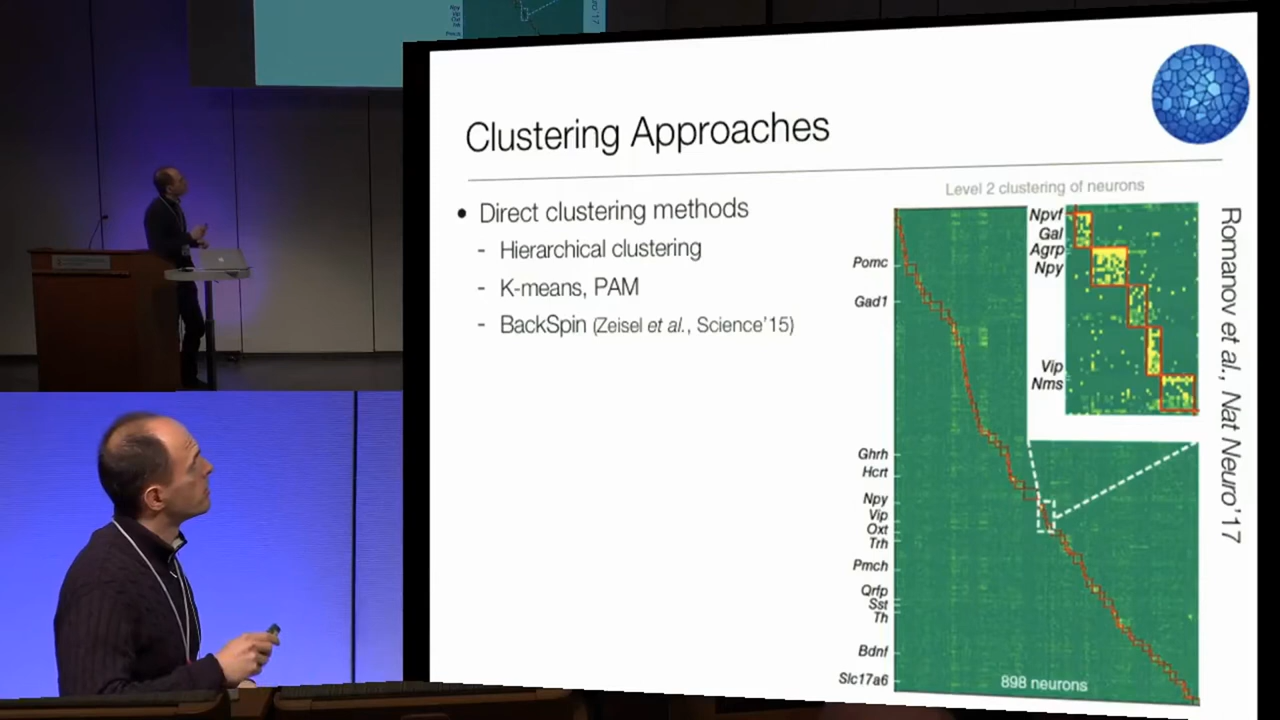 Clustering Approaches
• Direct clustering methods
- Hierarchical clustering
- K-means, PAM
- BackSpin (Zeisel et al., Science'15)
Level 2 clustering of neurons
Pomc
Gad1
Ghrh
Hcrt
Npy
Vip
Oxt
Trh
Pmch
Qrfp
Sst
Th
Bdnf
Slc17a6
Npvf
Gal
Agrp
Npy
Vip
Nms
898 neurons
Romanov et al., Nat Neuro'17